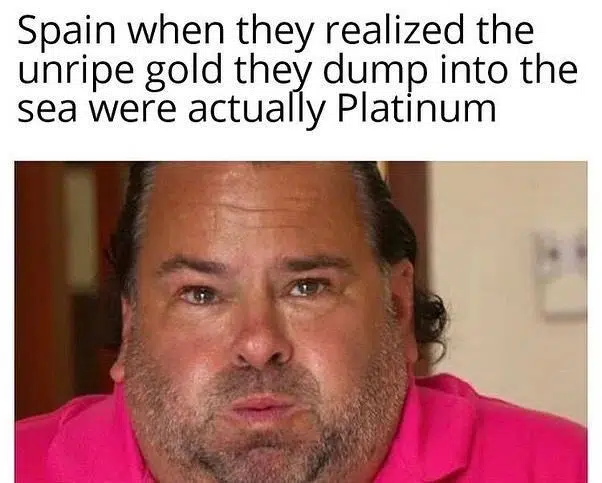 Spain when they realized the
unripe gold they dump into the
sea were actually Platinum